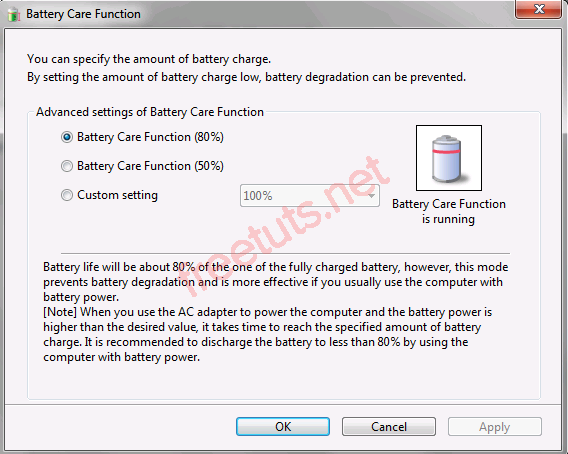 Battery Care Function
You can specify the amount of battery charge.
By setting the amount of battery charge low, battery degradation can be prevented.
Advanced settings of Battery Care Function
Battery Care Function (80%)
Battery Care Function (50%)
Custom setting
100%
Battery Care Function
is running
freetuts.net
Battery life will be about 80% of the one of the fully charged battery, however, this mode
prevents battery degradation and is more effective if you usually use the computer with
battery power.
[Note] When you use the AC adapter to power the computer and the battery power is
higher than the desired value, it takes time to reach the specified amount of battery
charge. It is recommended to discharge the battery to less than 80% by using the
computer with battery power.
OK
Cancel
Apply